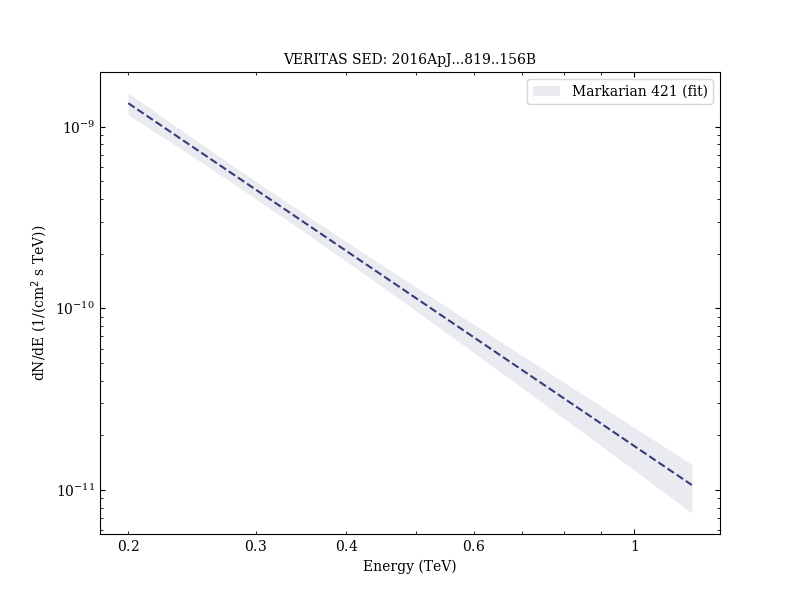 VERITAS SED: 2016ApJ...819..156B
Markarian 421 (fit)
dN/dE (1/(cm² s TeV))
10⁻⁹
10⁻¹⁰
10⁻¹¹
0.2 0.3 0.4 0.6 1
Energy (TeV)